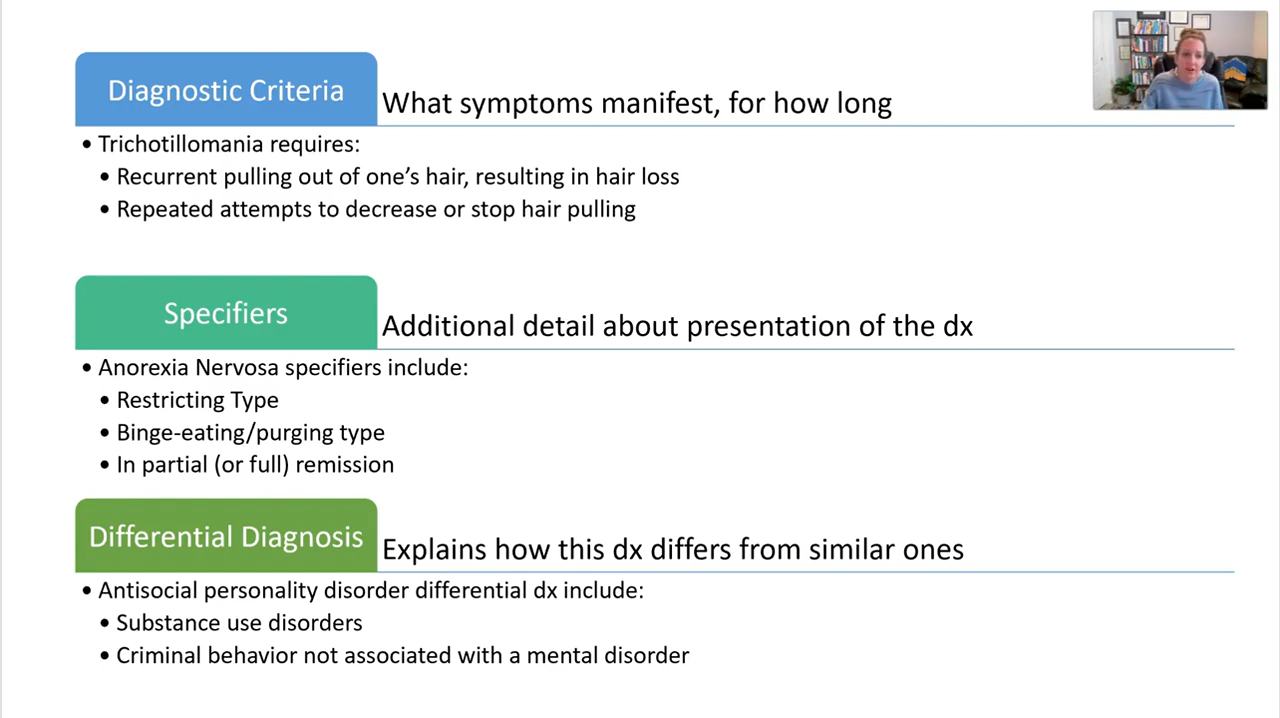 Diagnostic Criteria
What symptoms manifest, for how long
• Trichotillomania requires:
• Recurrent pulling out of one's hair, resulting in hair loss
• Repeated attempts to decrease or stop hair pulling
Specifiers
Additional detail about presentation of the dx
• Anorexia Nervosa specifiers include:
• Restricting Type
• Binge-eating/purging type
• In partial (or full) remission
Differential Diagnosis
Explains how this dx differs from similar ones
• Antisocial personality disorder differential dx include:
• Substance use disorders
• Criminal behavior not associated with a mental disorder